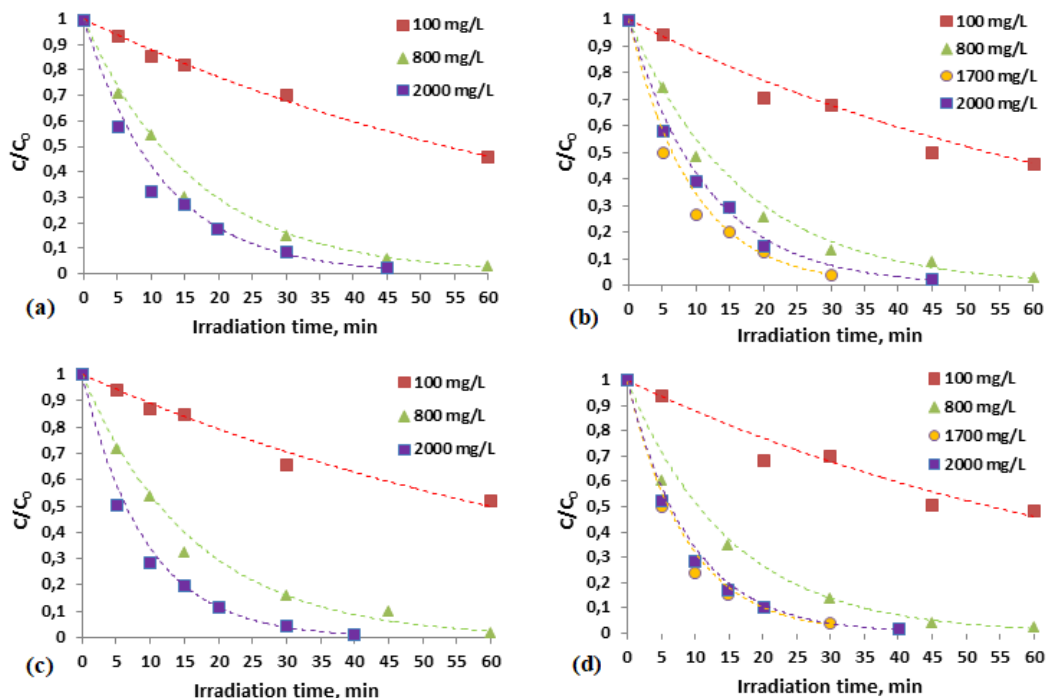 1
0,9
0,8
0,7
0,6
0,5
0,4
0,3
0,2
0,1
0
C/C₀
0 5 10 15 20 25 30 35 40 45 50 55 60
Irradiation time, min
(a)
100 mg/L
800 mg/L
2000 mg/L
1
0,9
0,8
0,7
0,6
0,5
0,4
0,3
0,2
0,1
0
C/C₀
0 5 10 15 20 25 30 35 40 45 50 55 60
Irradiation time, min
(b)
100 mg/L
800 mg/L
1700 mg/L
2000 mg/L
1
0,9
0,8
0,7
0,6
0,5
0,4
0,3
0,2
0,1
0
C/C₀
0 5 10 15 20 25 30 35 40 45 50 55 60
Irradiation time, min
(c)
100 mg/L
800 mg/L
2000 mg/L
1
0,9
0,8
0,7
0,6
0,5
0,4
0,3
0,2
0,1
0
C/C₀
0 5 10 15 20 25 30 35 40 45 50 55 60
Irradiation time, min
(d)
100 mg/L
800 mg/L
1700 mg/L
2000 mg/L